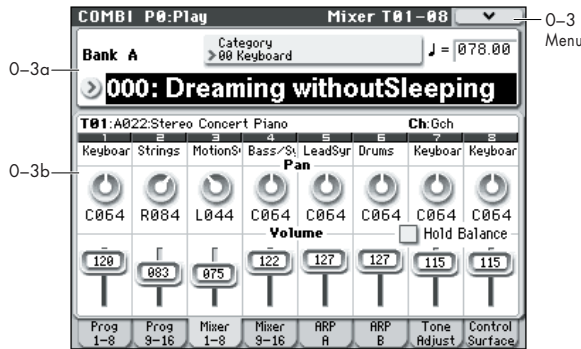 COMBI P0:Play Mixer T01-08
0–3
Menu
Bank A
Category
00 Keyboard
♩ = 078.00
0–3a
000: Dreaming withoutSleeping
T01:A022:Stereo Concert Piano Ch:Gch
1 2 3 4 5 6 7 8
Keyboar Strings MotionS Bass/Sy LeadSyr Drums Keyboar Keyboar
0–3b
Pan
C064 R084 L044 C064 C064 C064 C064 C064
Volume
Hold Balance
120 083 075 122 127 127 115 115
Prog 1-8 Prog 9-16 Mixer 1-8 Mixer 9-16 ARP A ARP B Tone Adjust Control Surface